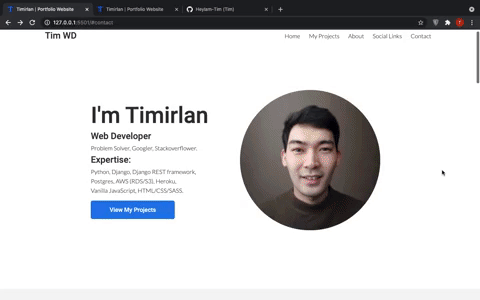 Timirlan | Portfolio Website
Timirlan | Portfolio Website
Heylam-Tim (Tim)
127.0.0.1:5501/#contact
Tim WD
Home My Projects About Social Links Contact
I'm Timirlan
Web Developer
Problem Solver, Googler, Stackoverflower.
Expertise:
Python, Django, Django REST framework,
Postgres, AWS (RDS/S3), Heroku,
Vanilla JavaScript, HTML/CSS/SASS.
View My Projects